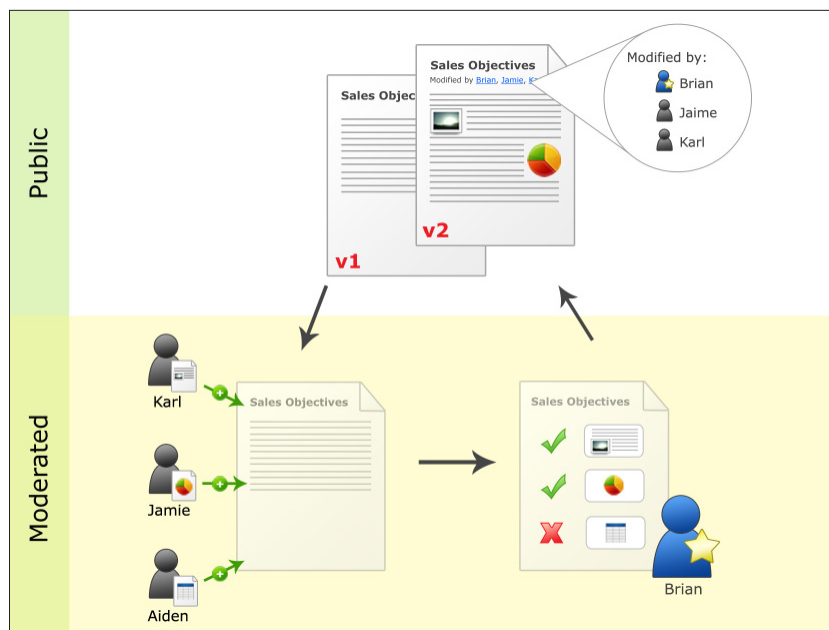 Public
Sales Objectives
Modified by Brian, Jamie, Ka
Modified by:
Brian
Jaime
Karl
Sales Objec
v2
v1
Moderated
Karl
Jamie
Aiden
Sales Objectives
Sales Objectives
Brian